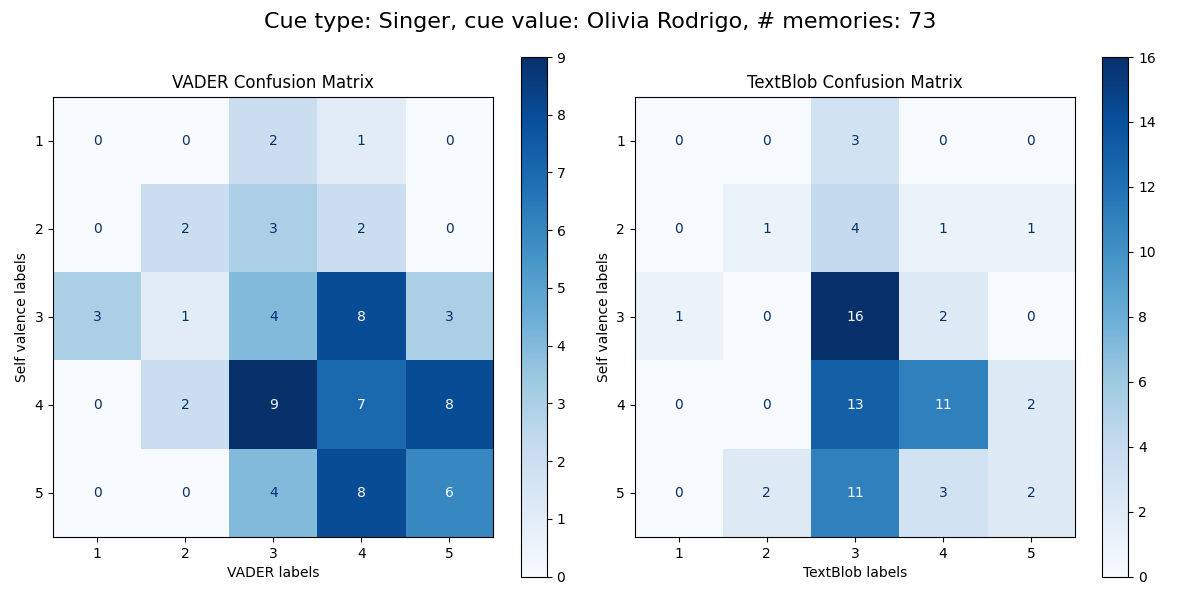 Cue type: Singer, cue value: Olivia Rodrigo, # memories: 73
VADER Confusion Matrix
Self valence labels
1 0 0 2 1 0
2 0 2 3 2 0
3 3 1 4 8 3
4 0 2 9 7 8
5 0 0 4 8 6
1 2 3 4 5
VADER labels
9
8
7
6
5
4
3
2
1
0
TextBlob Confusion Matrix
Self valence labels
1 0 0 3 0 0
2 0 1 4 1 1
3 1 0 16 2 0
4 0 0 13 11 2
5 0 2 11 3 2
1 2 3 4 5
TextBlob labels
16
14
12
10
8
6
4
2
0